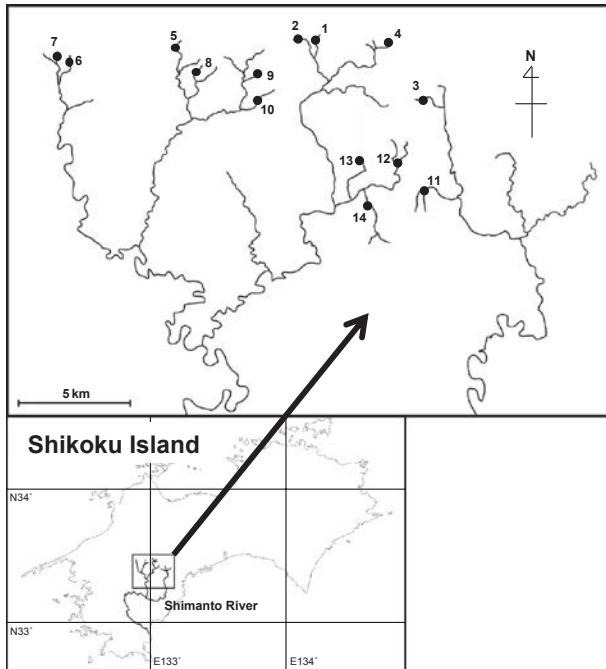 2 1 4
5
7 6 8 9 10
N
3
13 12 11
14
5 km
Shikoku Island
N34°
Shimanto River
N33°
E133° E134°